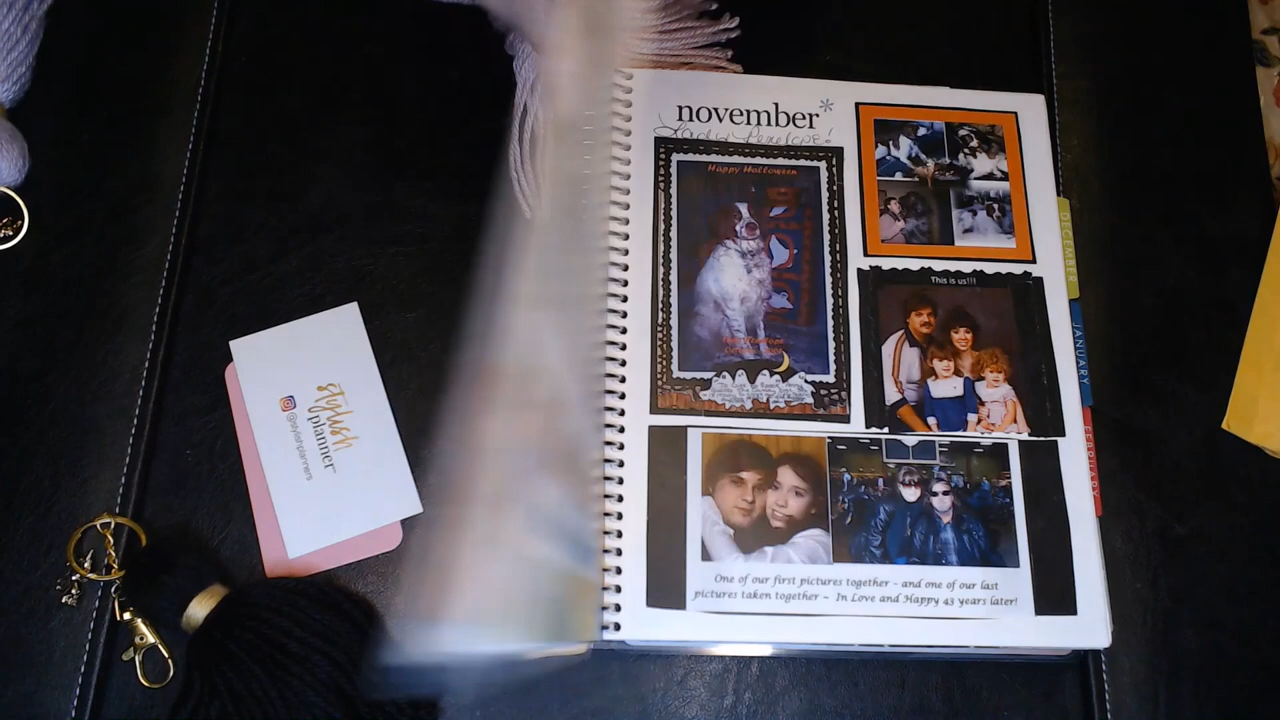 november*
Lady Penelope!
Happy Halloween
This is us!!!
DECEMBER
JANUARY
FEBRUARY
stylish
planner
@stylishplanners
One of our first pictures together - and one of our last
pictures taken together - In Love and Happy 43 years later!